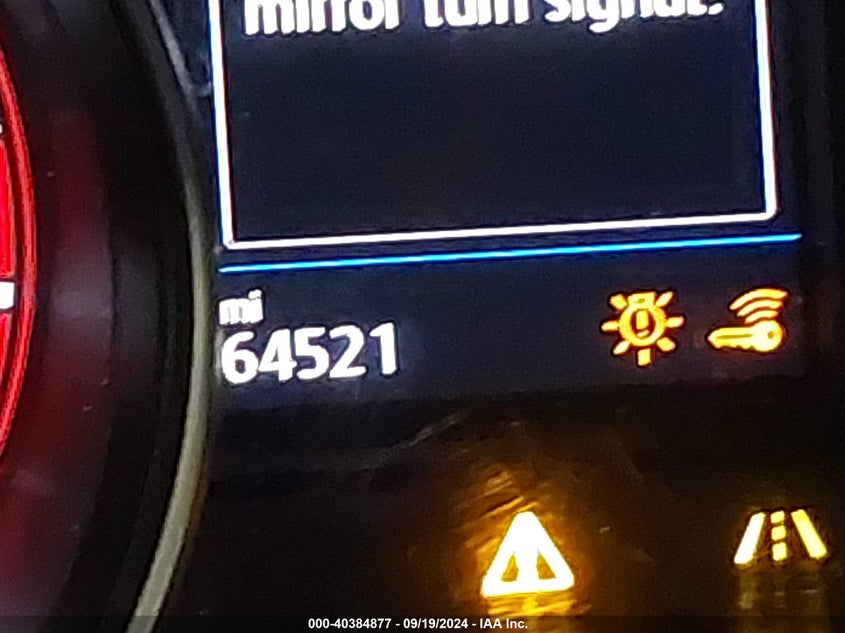 mirror turn signal.
mi
64521
000-40384877 - 09/19/2024 - IAA Inc.